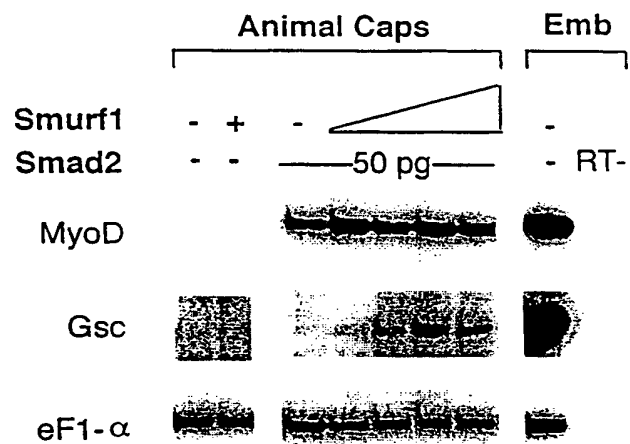 Animal Caps Emb
Smurf1 - + - -
Smad2 - - 50 pg - RT-
MyoD
Gsc
eF1-α